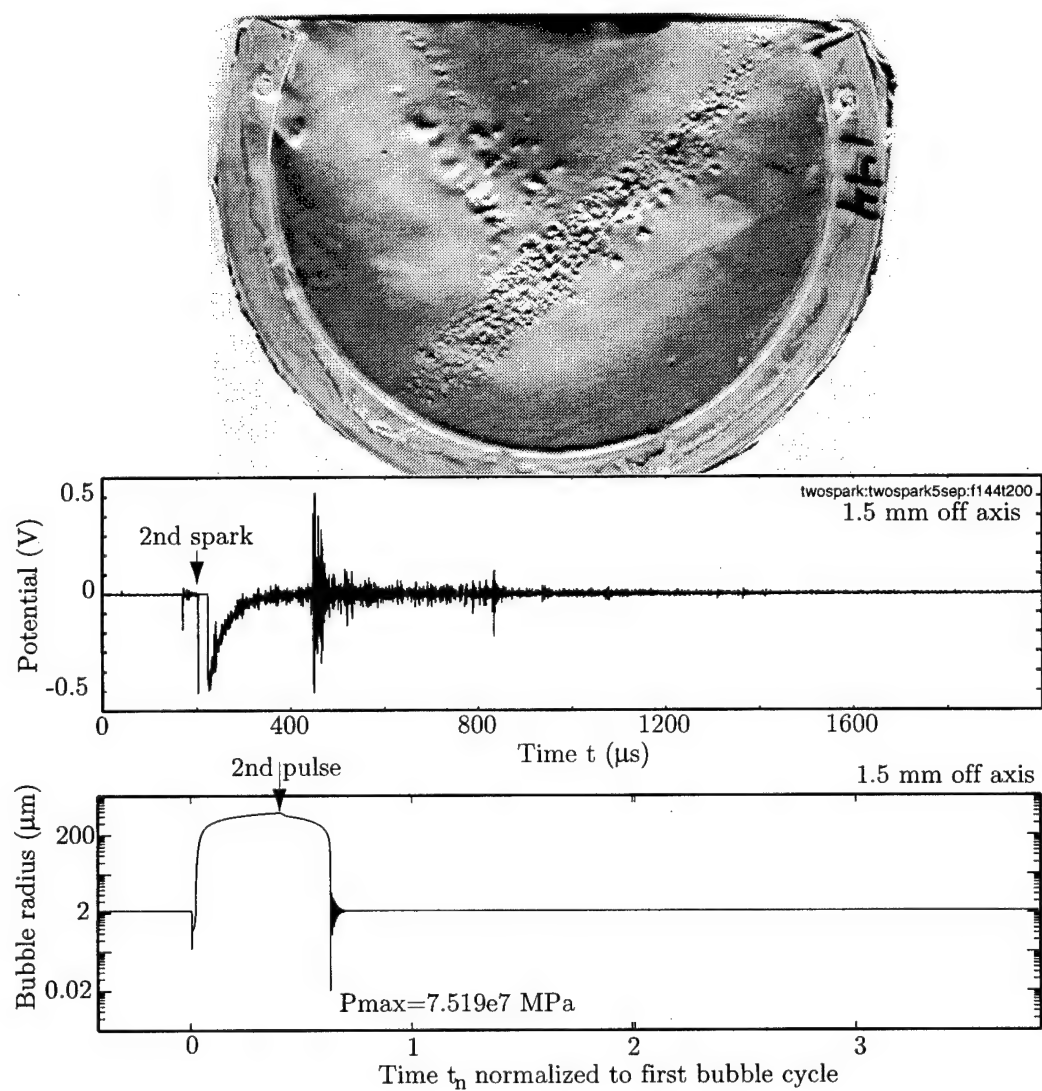 144
0.5
twospark:twospark5sep:f144t200
1.5 mm off axis
2nd spark
Potential (V)
0
-0.5
0
400
800
1200
1600
Time t (μs)
2nd pulse
1.5 mm off axis
Bubble radius (μm)
200
2
0.02
Pmax=7.519e7 MPa
0
1
2
3
Time tn normalized to first bubble cycle